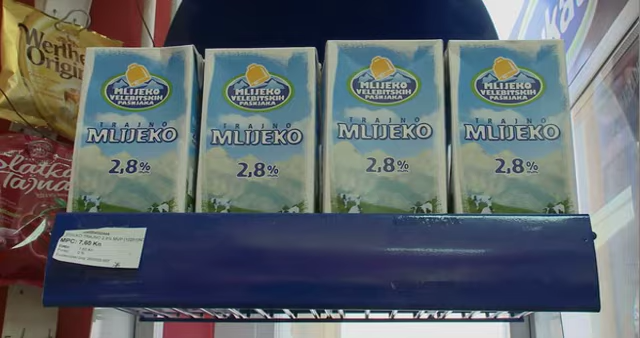 Werther's
Original
Slatka
Tajna
MLIJEKO
VELEBITSKIH
PAŠNJAKA
TRAJNO
MLIJEKO
2,8%
MLIJEKO
VELEBITSKIH
PAŠNJAKA
TRAJNO
MLIJEKO
2,8%
MLIJEKO
VELEBITSKIH
PAŠNJAKA
TRAJNO
MLIJEKO
2,8%
MLIJEKO
VELEBITSKIH
PAŠNJAKA
TRAJNO
MLIJEKO
2,8%
MPC: 7,60 Kn